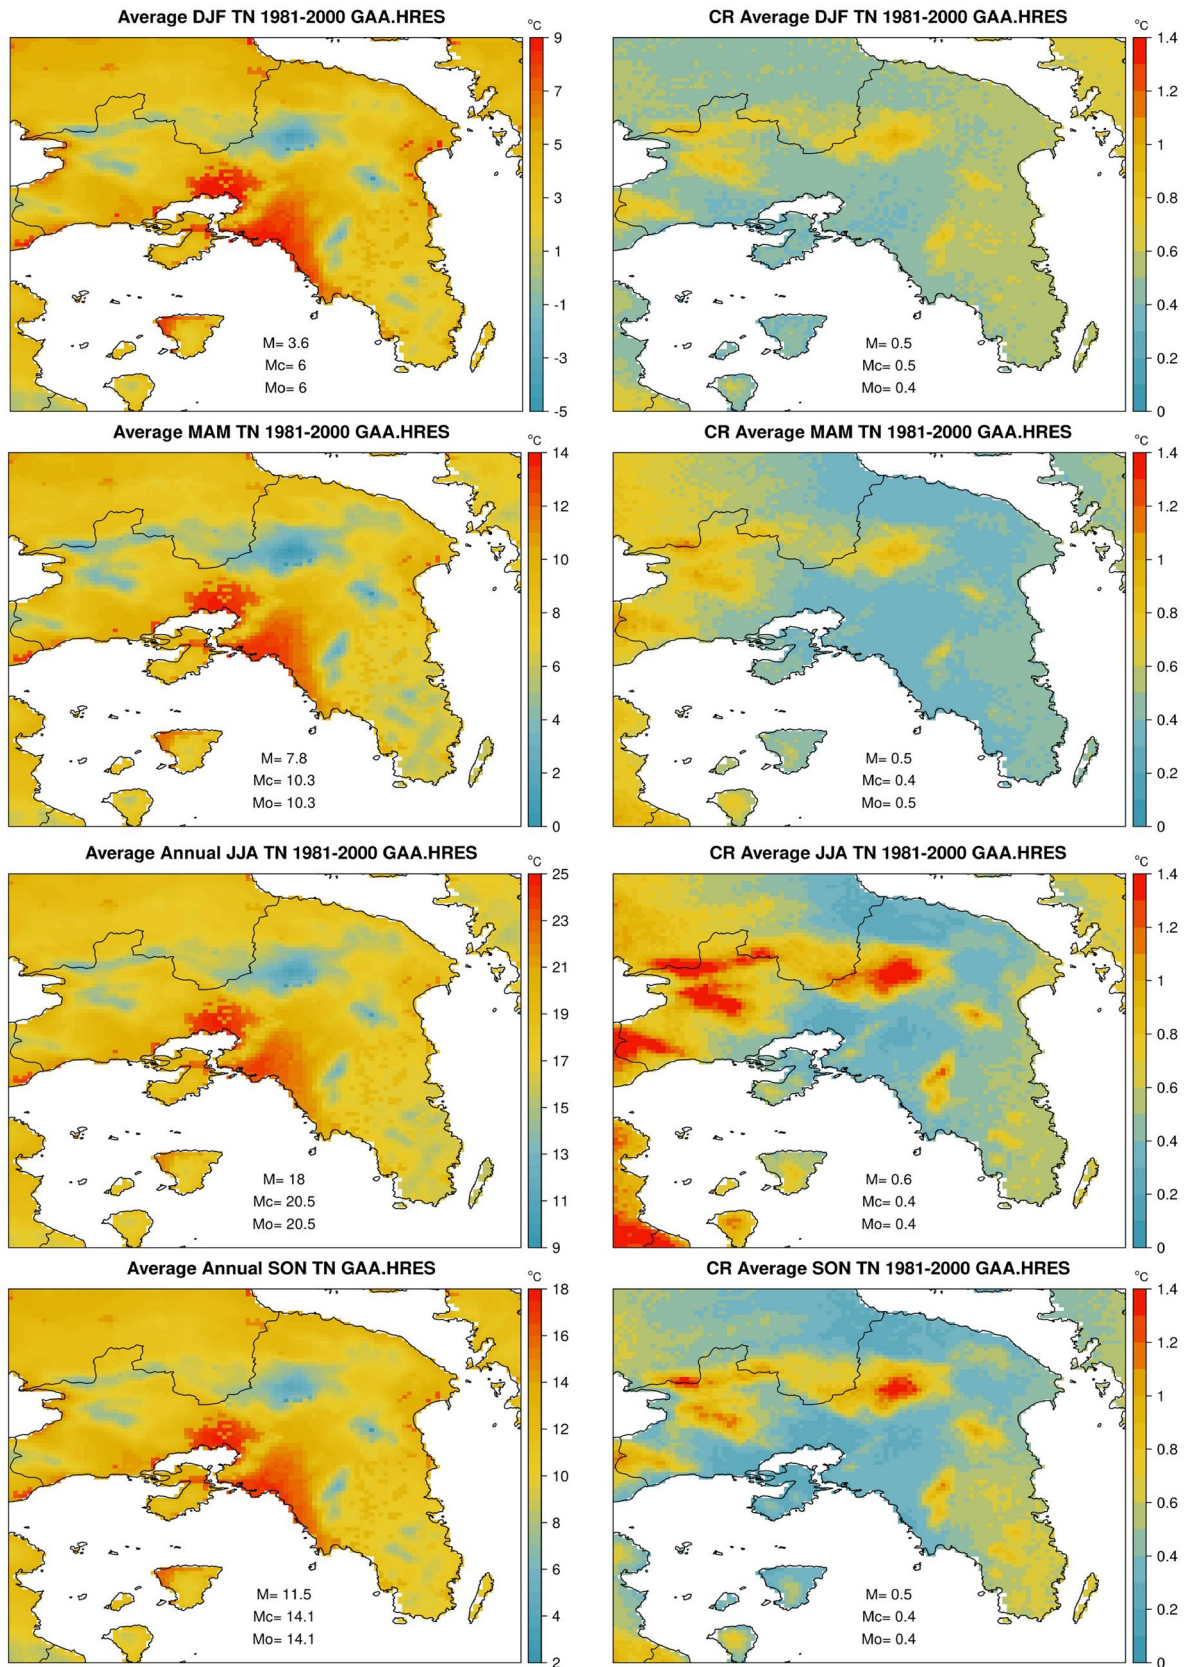 Average DJF TN 1981-2000 GAA.HRES
°C
9
7
5
3
1
-1
-3
-5
M= 3.6
Mc= 6
Mo= 6
CR Average DJF TN 1981-2000 GAA.HRES
°C
1.4
1.2
1
0.8
0.6
0.4
0.2
0
M= 0.5
Mc= 0.5
Mo= 0.4
Average MAM TN 1981-2000 GAA.HRES
°C
14
12
10
8
6
4
2
0
M= 7.8
Mc= 10.3
Mo= 10.3
CR Average MAM TN 1981-2000 GAA.HRES
°C
1.4
1.2
1
0.8
0.6
0.4
0.2
0
M= 0.5
Mc= 0.4
Mo= 0.5
Average Annual JJA TN 1981-2000 GAA.HRES
°C
25
23
21
19
17
15
13
11
9
M= 18
Mc= 20.5
Mo= 20.5
CR Average JJA TN 1981-2000 GAA.HRES
°C
1.4
1.2
1
0.8
0.6
0.4
0.2
0
M= 0.6
Mc= 0.4
Mo= 0.4
Average Annual SON TN GAA.HRES
°C
18
16
14
12
10
8
6
4
2
M= 11.5
Mc= 14.1
Mo= 14.1
CR Average SON TN 1981-2000 GAA.HRES
°C
1.4
1.2
1
0.8
0.6
0.4
0.2
0
M= 0.5
Mc= 0.4
Mo= 0.4